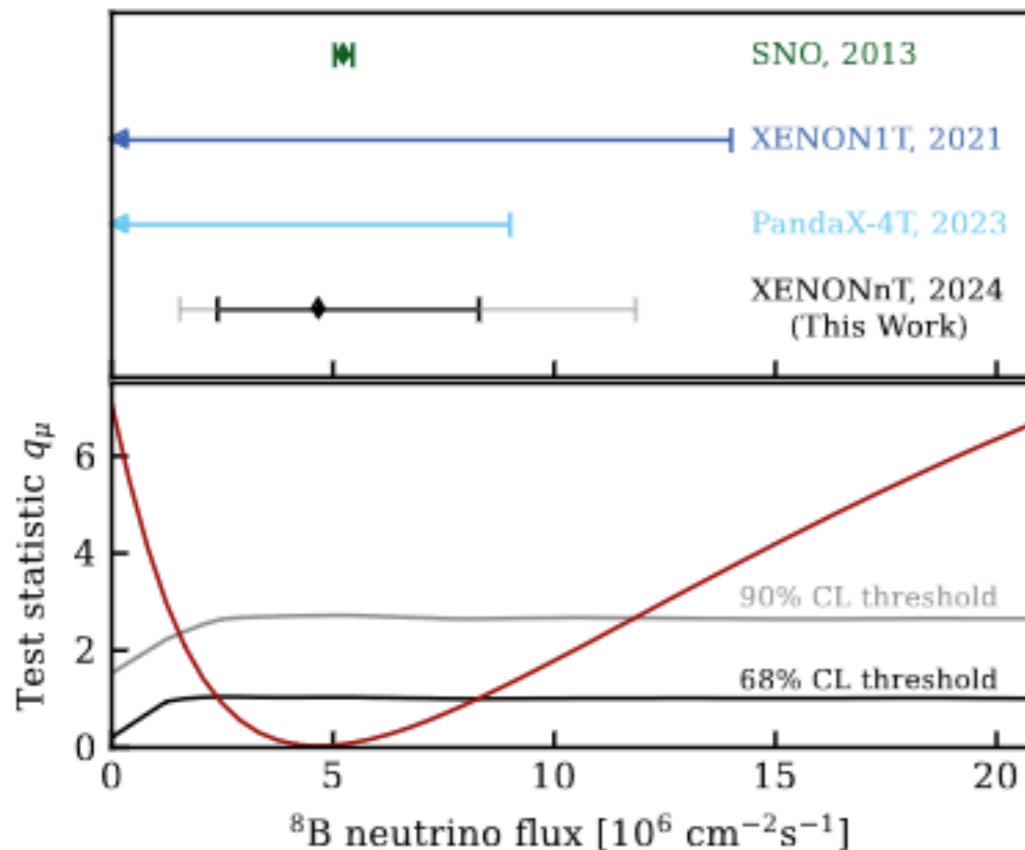 SNO, 2013
XENON1T, 2021
PandaX-4T, 2023
XENONnT, 2024
(This Work)
Test statistic qμ
6
4
2
0
90% CL threshold
68% CL threshold
0 5 10 15 20
⁸B neutrino flux [10⁶ cm⁻²s⁻¹]